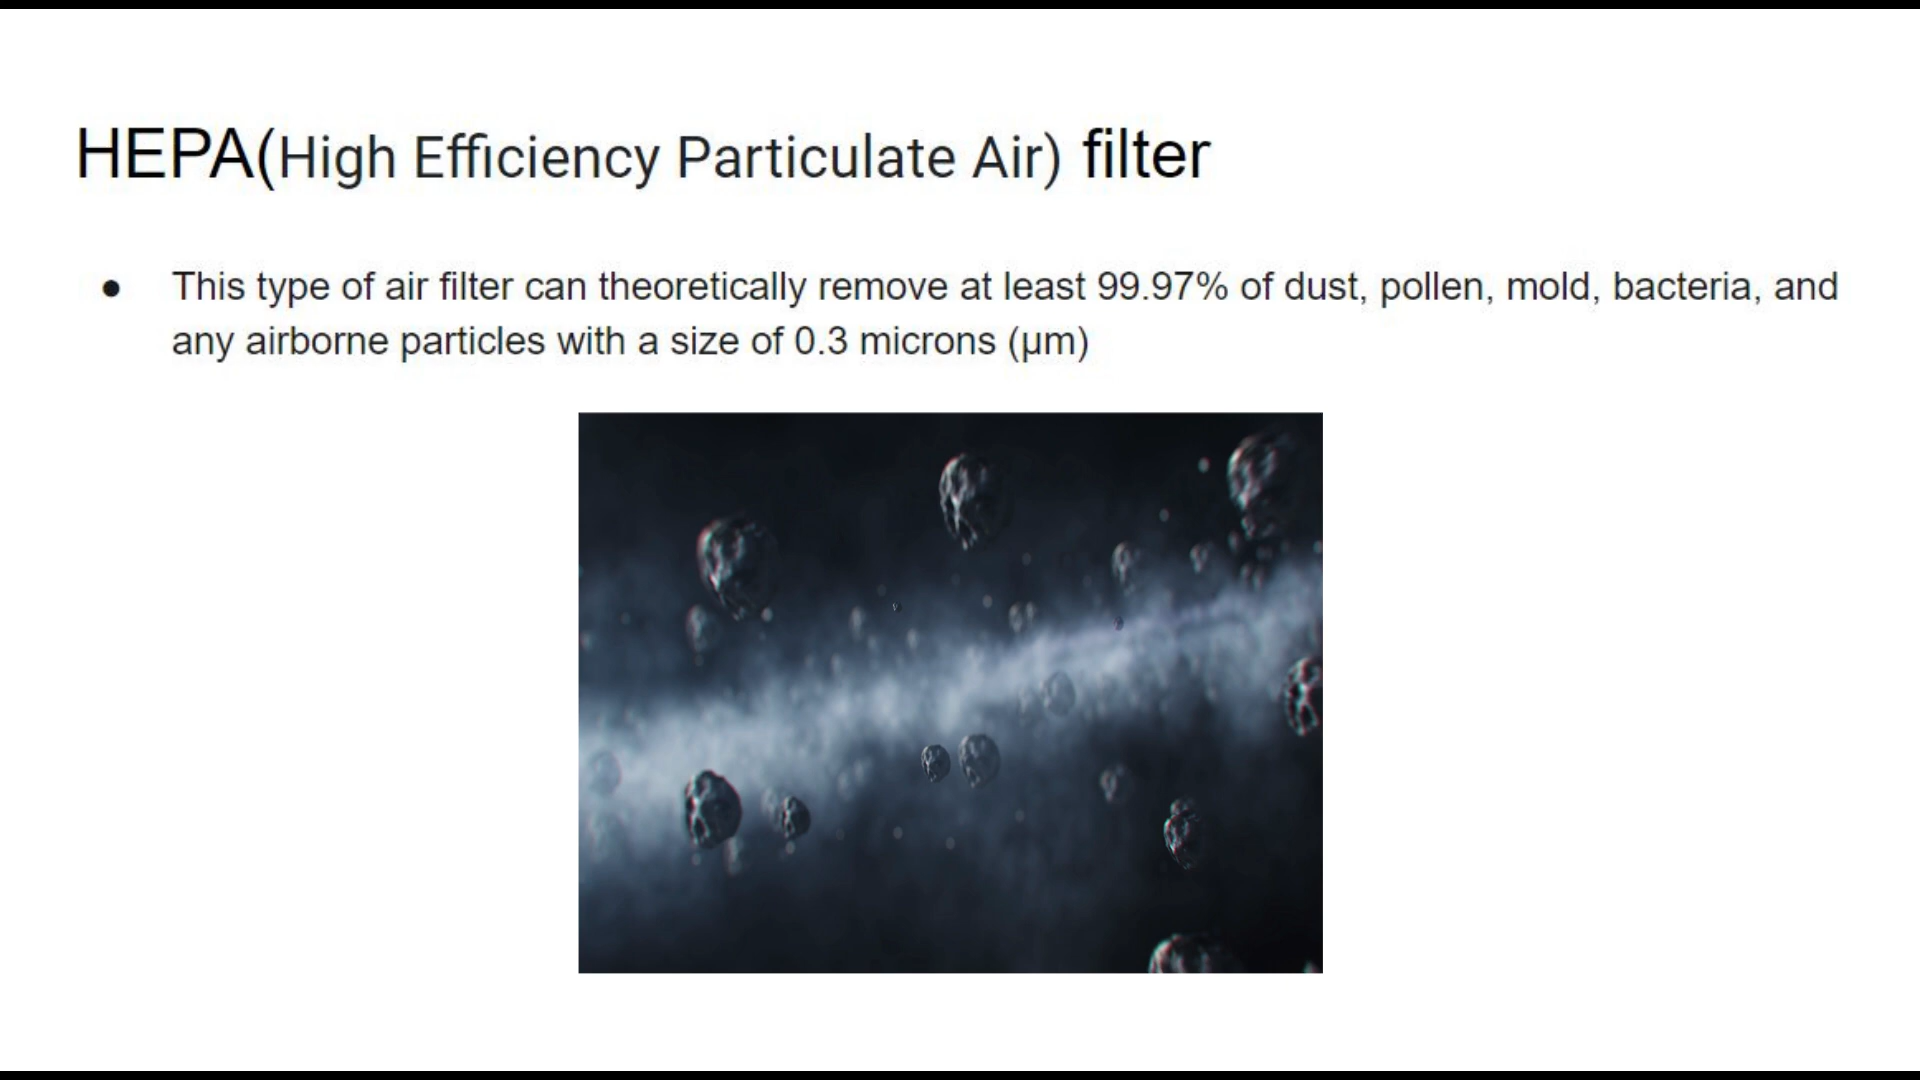 HEPA(High Efficiency Particulate Air) filter
● This type of air filter can theoretically remove at least 99.97% of dust, pollen, mold, bacteria, and
any airborne particles with a size of 0.3 microns (μm)